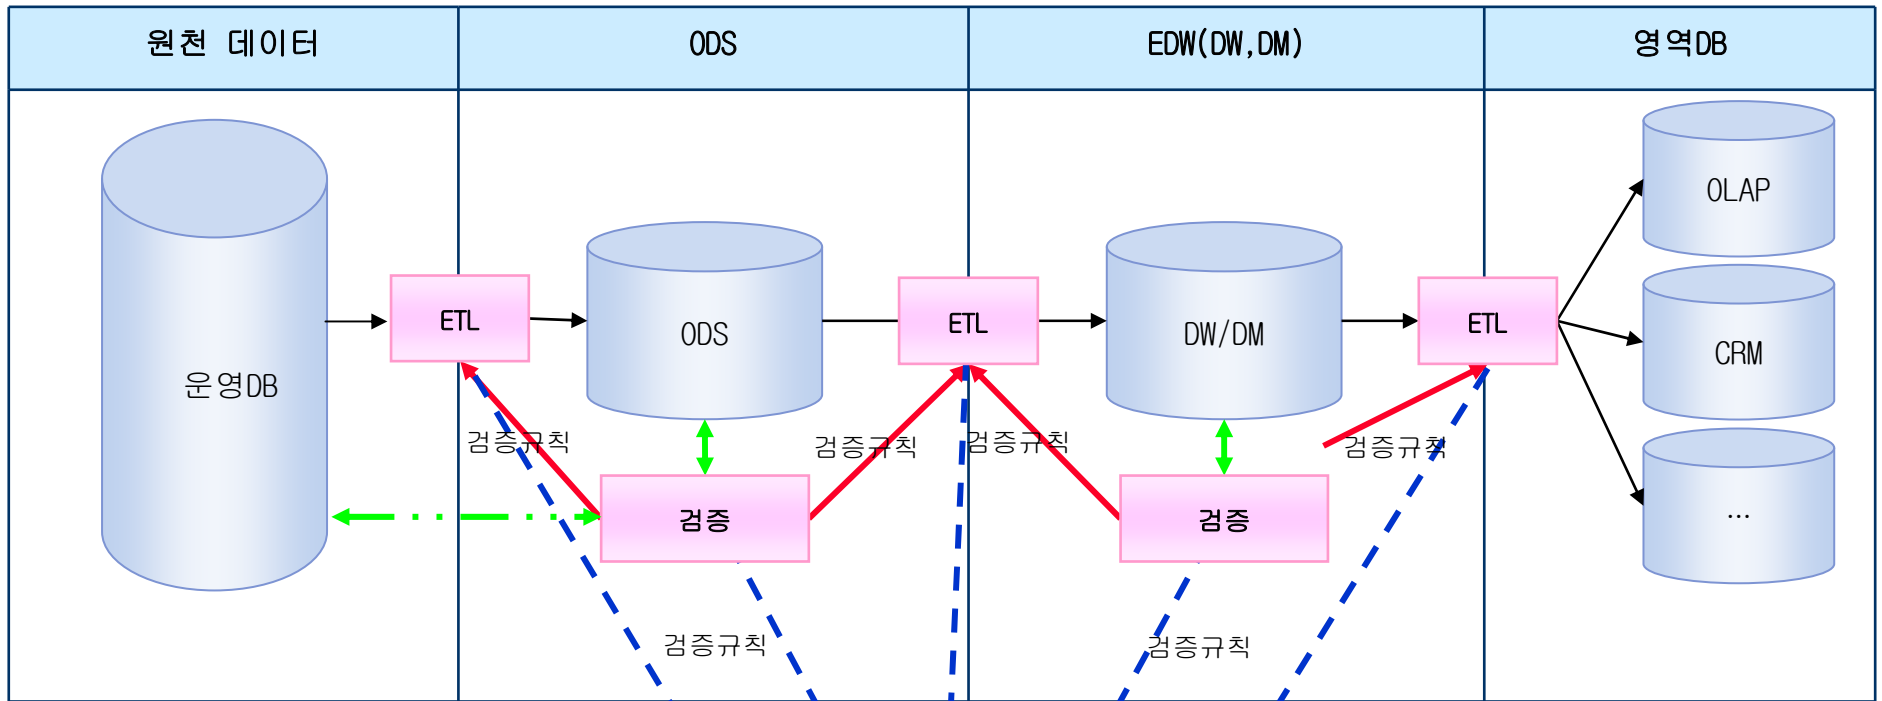 원천 데이터
ODS
EDW(DW,DM)
영역DB
OLAP
ETL
ODS
ETL
DW/DM
ETL
CRM
운영DB
검증규칙
검증규칙
검증규칙
검증규칙
검증
검증
...
검증규칙
검증규칙